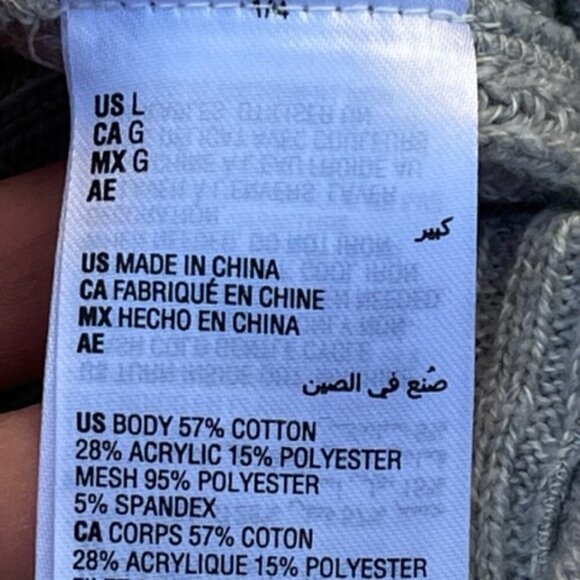 US L
CA G
MX G
AE
كبير
US MADE IN CHINA
CA FABRIQUÉ EN CHINE
MX HECHO EN CHINA
AE
صُنع في الصين
US BODY 57% COTTON
28% ACRYLIC 15% POLYESTER
MESH 95% POLYESTER
5% SPANDEX
CA CORPS 57% COTON
28% ACRYLIQUE 15% POLYESTER